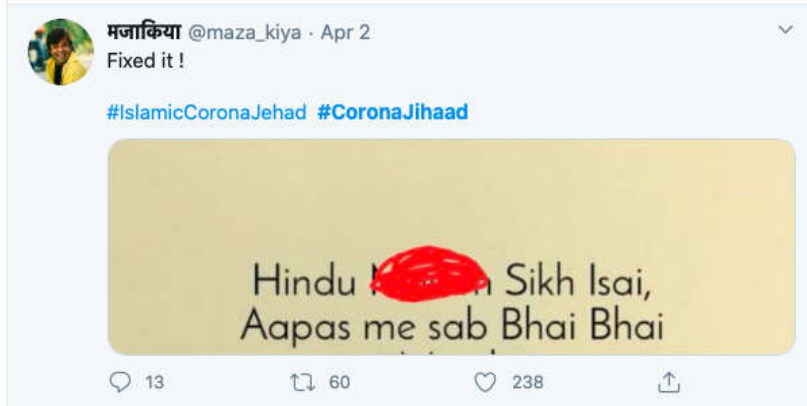 मजाकिया @maza_kiya · Apr 2
Fixed it !
#IslamicCoronaJehad #CoronaJihaad
Hindu Sikh Isai,
Aapas me sab Bhai Bhai
13 60 238